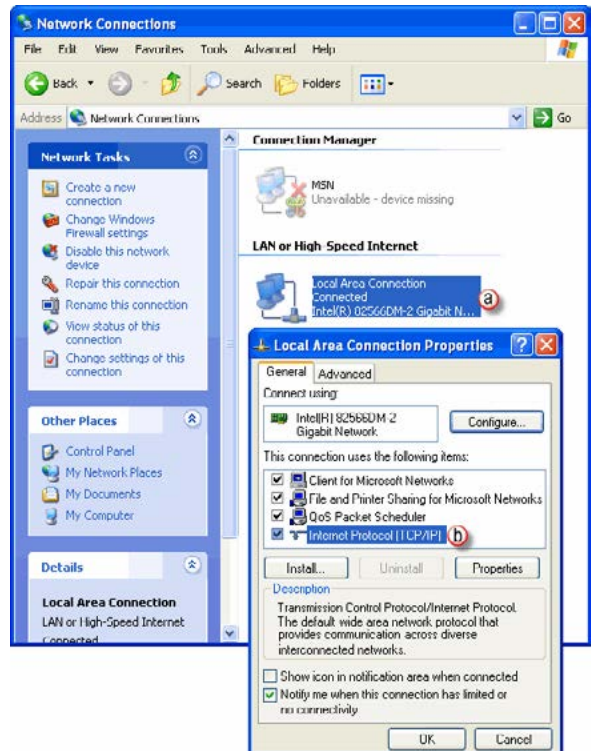 Network Connections
File Edit View Favorites Tools Advanced Help
Back Search Folders
Address Network Connections Go
Network Tasks
Create a new
connection
Change Windows
Firewall settings
Disable this network
device
Repair this connection
Rename this connection
View status of this
connection
Change settings of this
connection
Other Places
Control Panel
My Network Places
My Documents
My Computer
Details
Local Area Connection
LAN or High-Speed Internet
Connected
Connection Manager
MSN
Unavailable - device missing
LAN or High-Speed Internet
Local Area Connection
Connected
Intel(R) 82566DM-2 Gigabit N...
a
Local Area Connection Properties
General Advanced
Connect using:
Intel(R) 82566DM-2
Gigabit Network
Configure...
This connection uses the following items:
Client for Microsoft Networks
File and Printer Sharing for Microsoft Networks
QoS Packet Scheduler
Internet Protocol (TCP/IP) b
Install... Uninstall Properties
Description
Transmission Control Protocol/Internet Protocol.
The default wide area network protocol that
provides communication across diverse
interconnected networks.
Show icon in notification area when connected
Notify me when this connection has limited or
no connectivity
OK Cancel